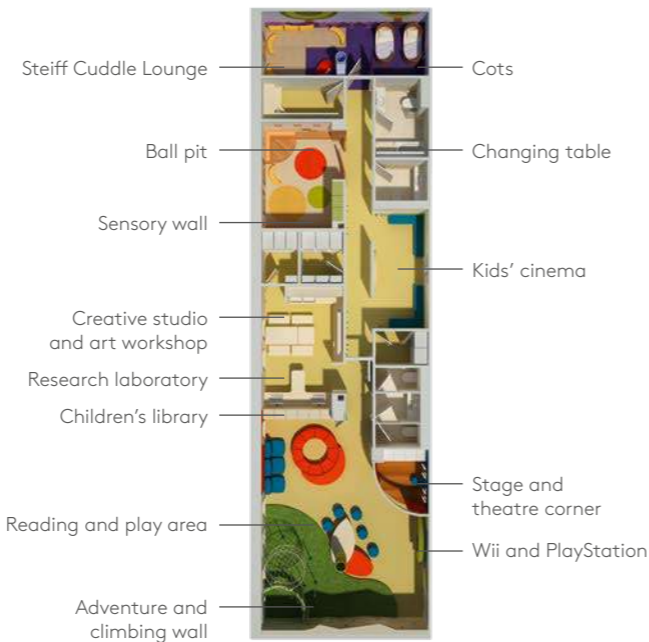 Steiff Cuddle Lounge
Cots
Ball pit
Changing table
Sensory wall
Kids’ cinema
Creative studio
and art workshop
Research laboratory
Children’s library
Stage and
theatre corner
Reading and play area
Wii and PlayStation
Adventure and
climbing wall